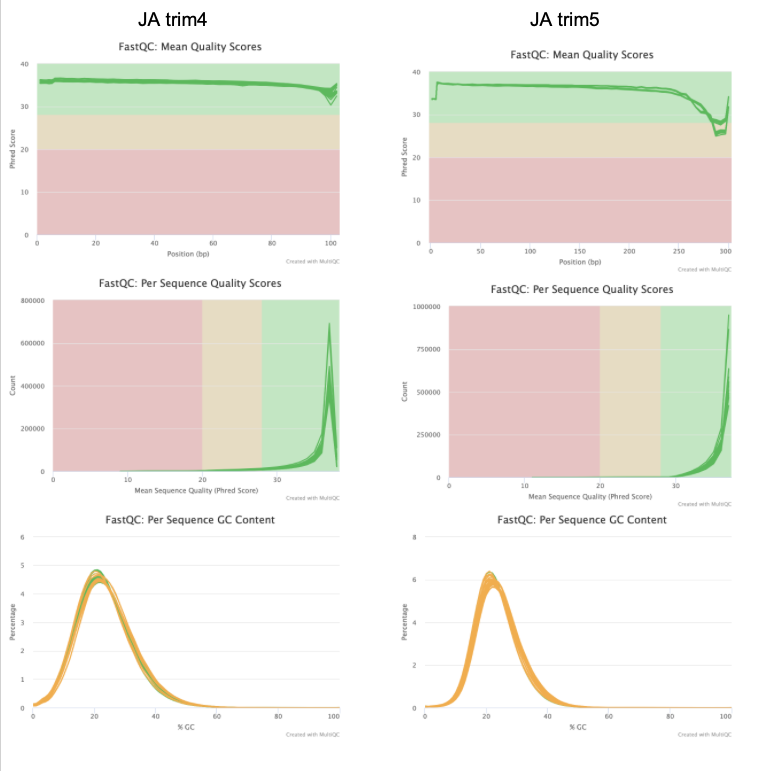 JA trim4
JA trim5
FastQC: Mean Quality Scores
40
30
20
10
0
Phred Score
0 20 40 60 80 100
Position (bp)
Created with MultiQC
FastQC: Mean Quality Scores
40
30
20
10
0
Phred Score
0 50 100 150 200 250 300
Position (bp)
Created with MultiQC
FastQC: Per Sequence Quality Scores
800000
600000
400000
200000
0
Count
0 10 20 30
Mean Sequence Quality (Phred Score)
Created with MultiQC
FastQC: Per Sequence Quality Scores
1000000
750000
500000
250000
0
Count
0 10 20 30
Mean Sequence Quality (Phred Score)
Created with MultiQC
FastQC: Per Sequence GC Content
6
5
4
3
2
1
0
Percentage
0 20 40 60 80 100
% GC
Created with MultiQC
FastQC: Per Sequence GC Content
8
6
4
2
0
Percentage
0 20 40 60 80 100
% GC
Created with MultiQC